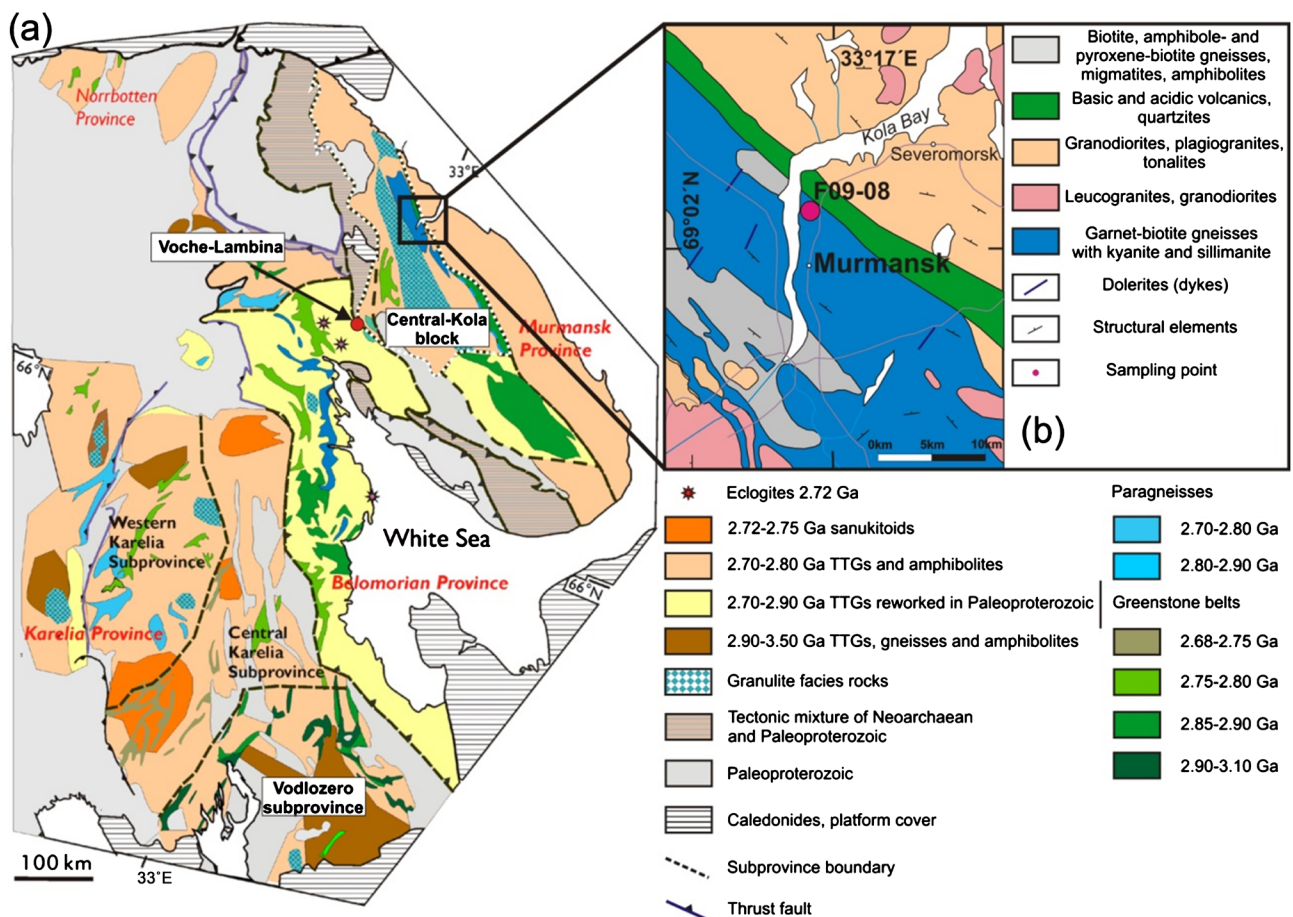 (a)
Norrbotten
Province
33°E
Voche-Lambina
Central-Kola
block
Murmansk
Province
66°N
Western
Karelia
Subprovince
White Sea
Belomorian Province
66°N
Karelia Province
Central
Karelia
Subprovince
Vodlozero
subprovince
100 km
33°E
33°17´E
Kola Bay
Severomorsk
69°02´N
F09-08
Murmansk
(b)
0km 5km 10km
Biotite, amphibole- and
pyroxene-biotite gneisses,
migmatites, amphibolites
Basic and acidic volcanics,
quartzites
Granodiorites, plagiogranites,
tonalites
Leucogranites, granodiorites
Garnet-biotite gneisses
with kyanite and sillimanite
Dolerites (dykes)
Structural elements
Sampling point
Eclogites 2.72 Ga
2.72-2.75 Ga sanukitoids
2.70-2.80 Ga TTGs and amphibolites
2.70-2.90 Ga TTGs reworked in Paleoproterozoic
2.90-3.50 Ga TTGs, gneisses and amphibolites
Granulite facies rocks
Tectonic mixture of Neoarchaean
and Paleoproterozoic
Paleoproterozoic
Caledonides, platform cover
Subprovince boundary
Thrust fault
Paragneisses
2.70-2.80 Ga
2.80-2.90 Ga
Greenstone belts
2.68-2.75 Ga
2.75-2.80 Ga
2.85-2.90 Ga
2.90-3.10 Ga